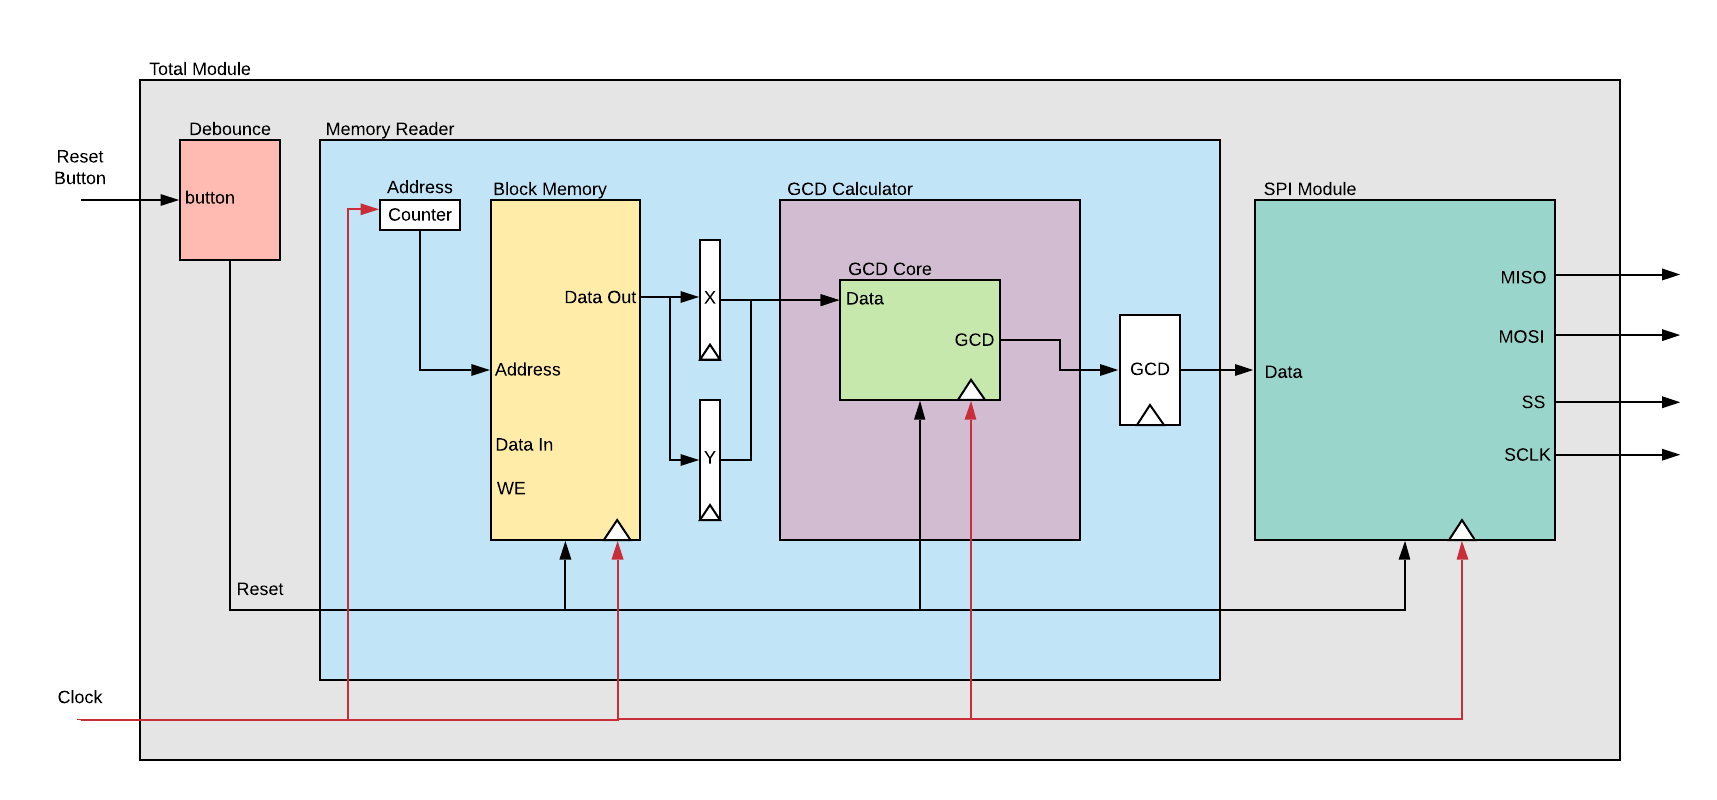 Total Module
Debounce
Memory Reader
Reset
Button
button
Address
Counter
Block Memory
GCD Calculator
SPI Module
GCD Core
Data Out
X
Data
MISO
GCD
MOSI
Address
GCD
Data
SS
Data In
Y
SCLK
WE
Reset
Clock